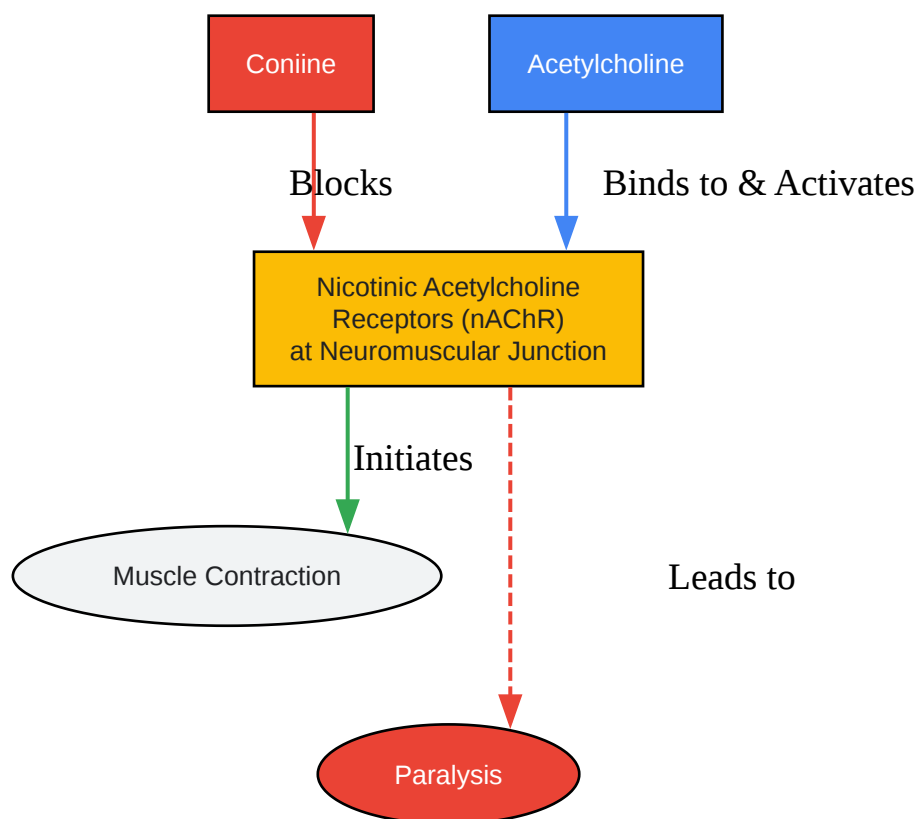 Coniine
Acetylcholine
Blocks
Binds to & Activates
Nicotinic Acetylcholine
Receptors (nAChR)
at Neuromuscular Junction
Initiates
Muscle Contraction
Leads to
Paralysis